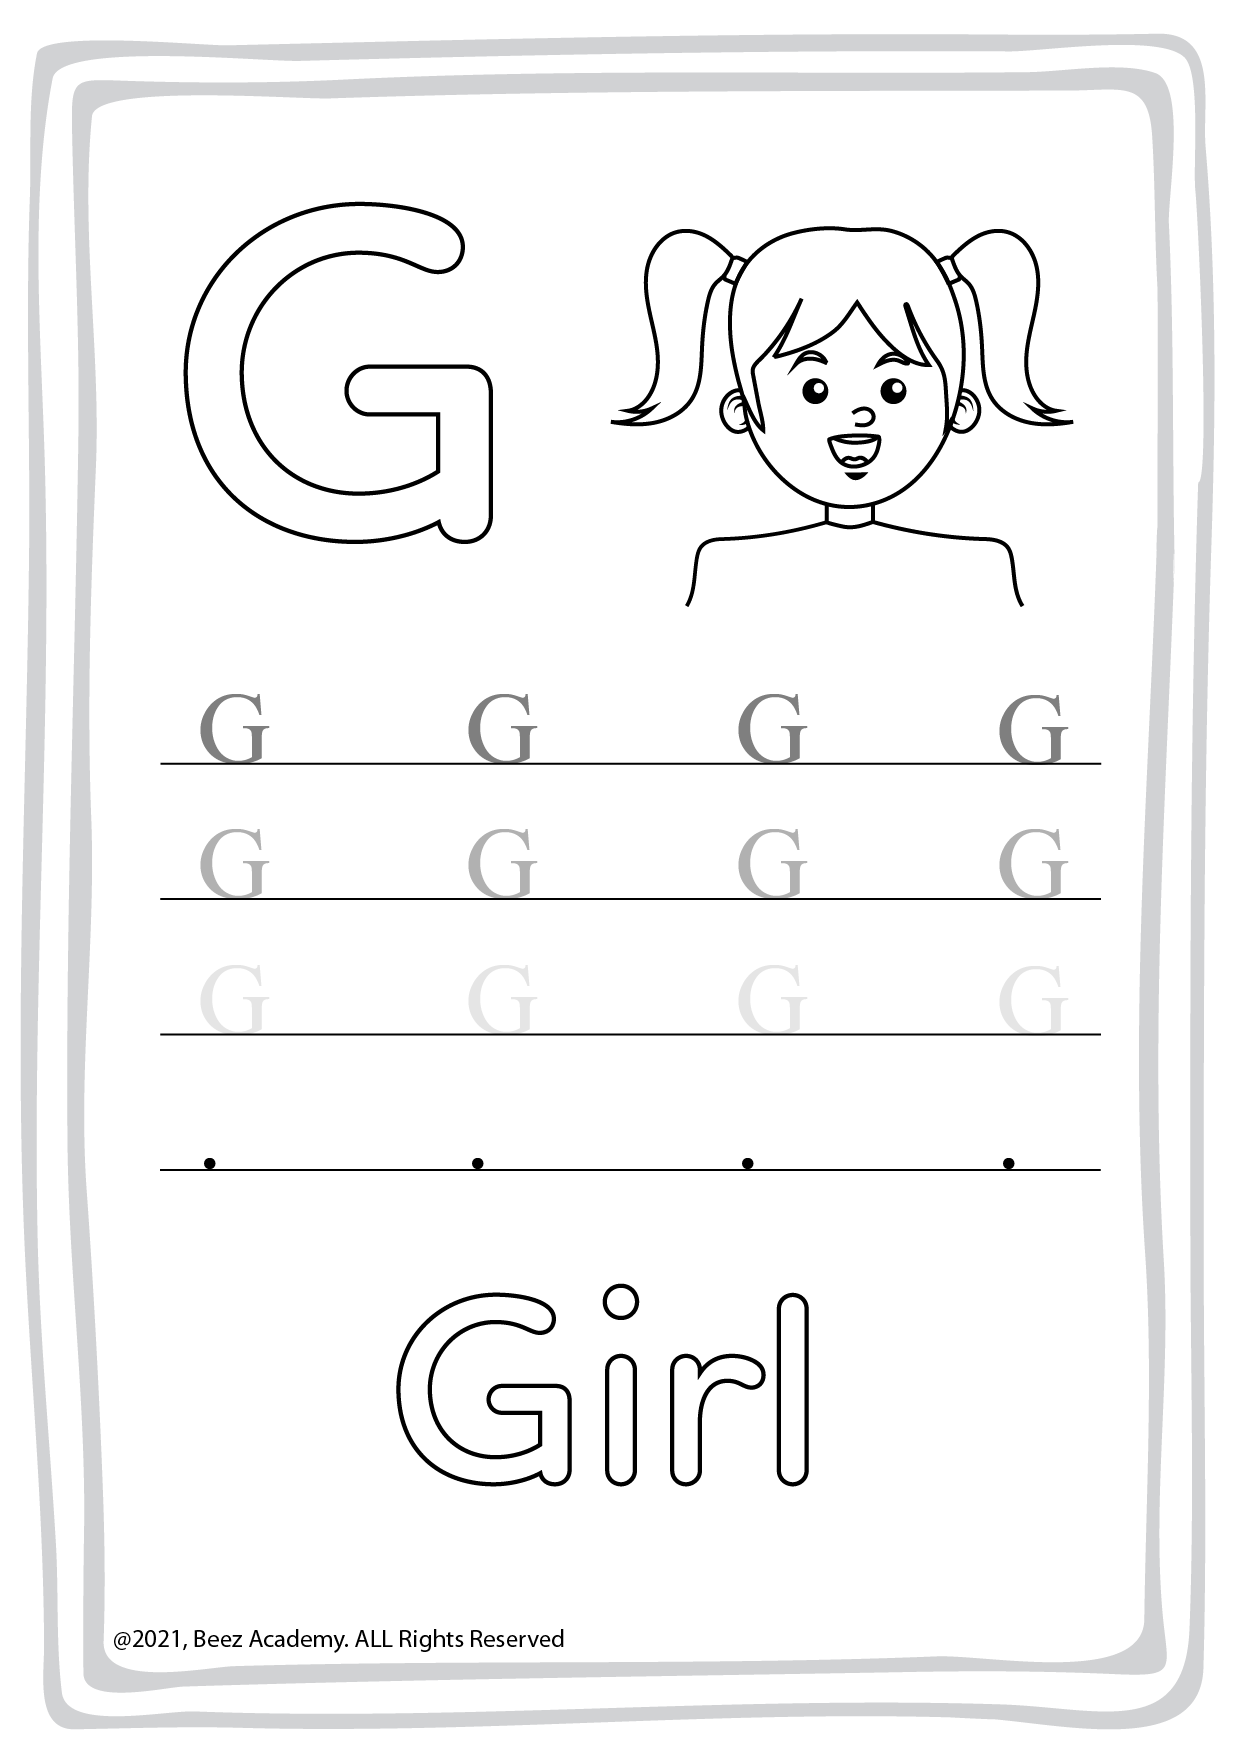 G
G G G G
G G G G
G G G G
. . . .
Girl
@2021, Beez Academy. ALL Rights Reserved